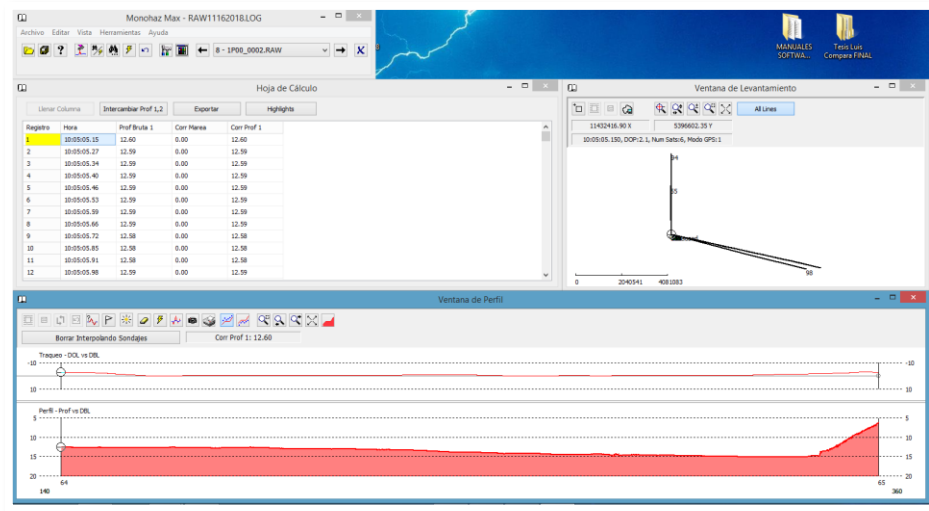 Monohaz Max - RAW11162018.LOG
Archivo Editar Vista Herramientas Ayuda
8 - 1P00_0002.RAW
MANUALES SOFTWA...
Tesis Luis Compara FINAL
Hoja de Cálculo
Llenar Columna Intercambiar Prof 1,2 Exportar Highlights
Registro Hora Prof Bruta 1 Corr Marea Corr Prof 1
1 10:05:05.15 12.60 0.00 12.60
2 10:05:05.27 12.59 0.00 12.59
3 10:05:05.34 12.59 0.00 12.59
4 10:05:05.40 12.59 0.00 12.59
5 10:05:05.46 12.59 0.00 12.59
6 10:05:05.53 12.59 0.00 12.59
7 10:05:05.59 12.59 0.00 12.59
8 10:05:05.66 12.59 0.00 12.59
9 10:05:05.72 12.58 0.00 12.58
10 10:05:05.85 12.58 0.00 12.58
11 10:05:05.91 12.58 0.00 12.58
12 10:05:05.98 12.59 0.00 12.59
Ventana de Levantamiento
All Lines
11432416.90 X 5396602.35 Y
10:05:05.150, DOP:2.1, Num Sats:6, Modo GPS:1
94
65
98
0 2040541 4081083
Ventana de Perfil
Borrar Interpolando Sondajes Corr Prof 1: 12.60
Traqueo - DOL vs DBL
-10 -10
10 10
Perfil - Prof vs DBL
5 5
10 10
15 15
20 20
64 65
140 360